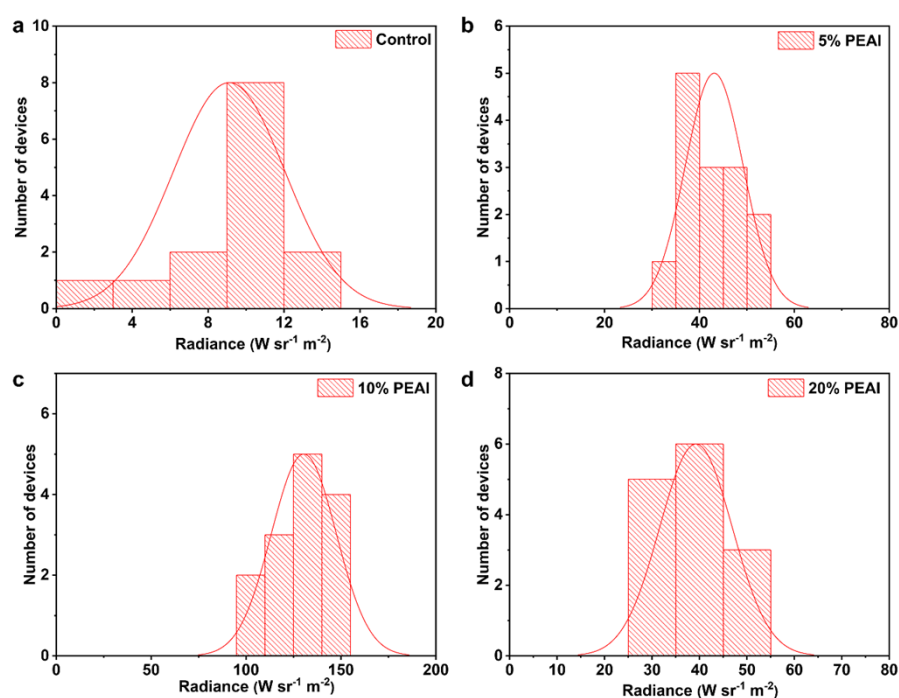 a
Control
10
8
6
4
2
0
Number of devices
0 4 8 12 16 20
Radiance (W sr⁻¹ m⁻²)
b
5% PEAI
6
5
4
3
2
1
0
Number of devices
0 20 40 60 80
Radiance (W sr⁻¹ m⁻²)
c
10% PEAI
6
4
2
0
Number of devices
0 50 100 150 200
Radiance (W sr⁻¹ m⁻²)
d
20% PEAI
8
6
4
2
0
Number of devices
0 10 20 30 40 50 60 70 80
Radiance (W sr⁻¹ m⁻²)